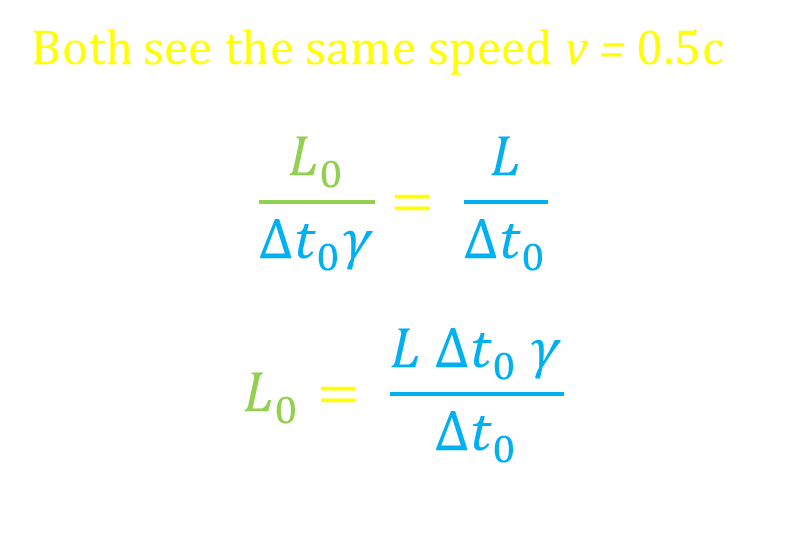 Both see the same speed v = 0.5c
L₀ / Δt₀γ = L / Δt₀
L₀ = L Δt₀ γ / Δt₀